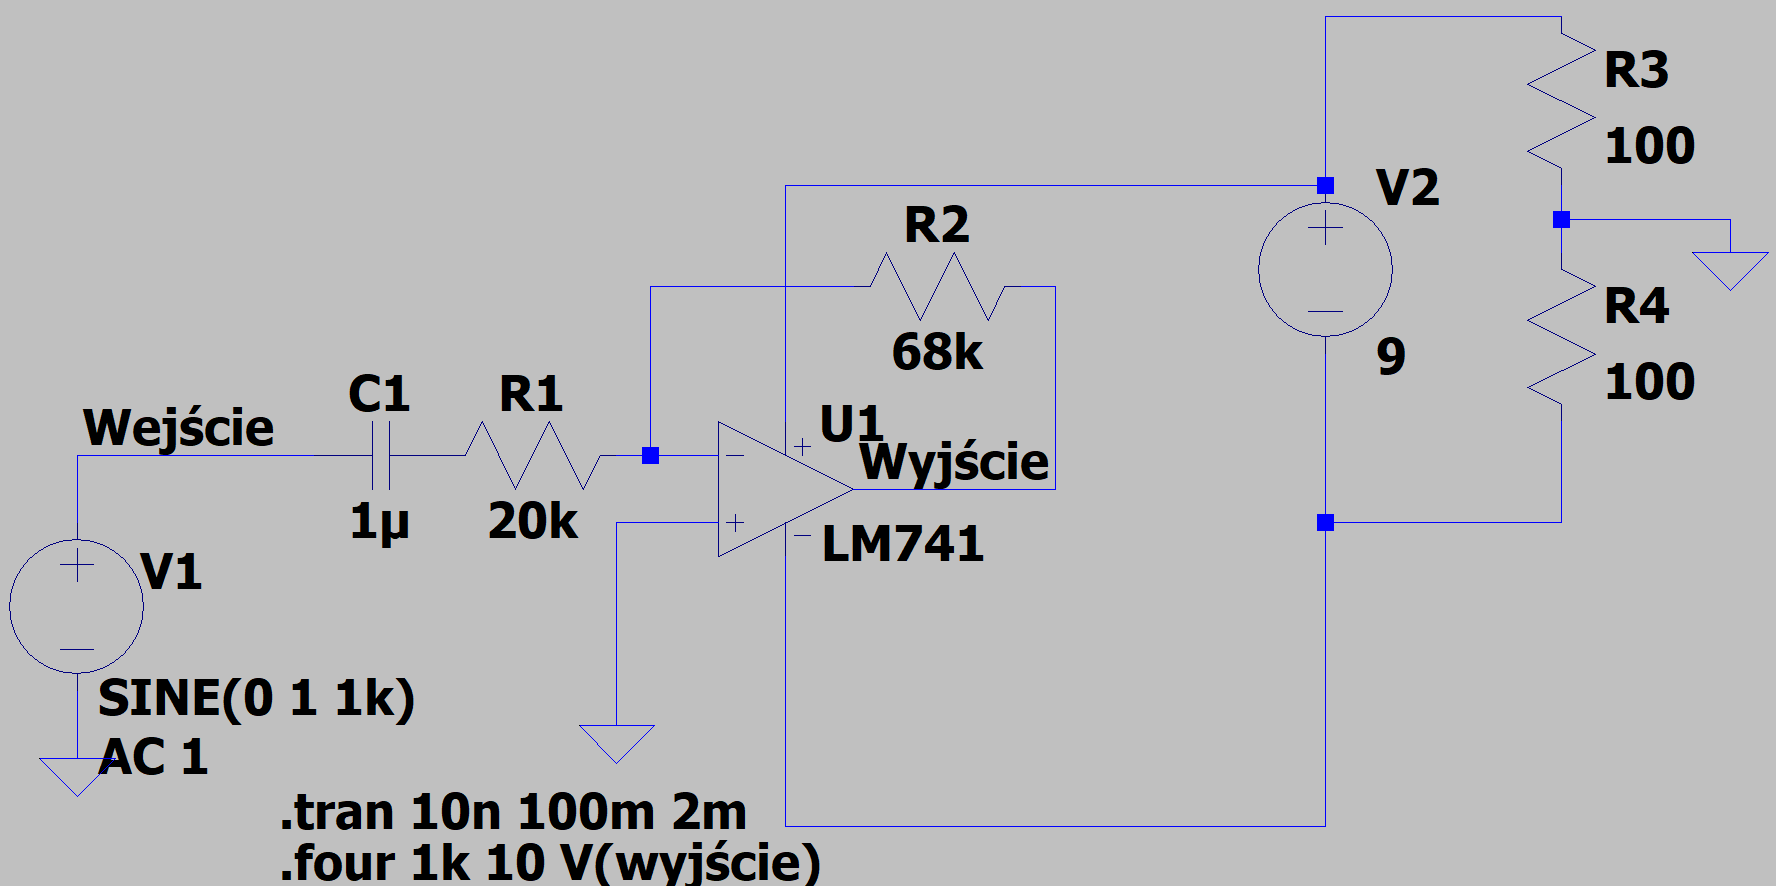 R3
100
V2
R2
R4
68k
9
100
C1
R1
Wejście
U1
Wyjście
1µ
20k
LM741
V1
SINE(0 1 1k)
AC 1
.tran 10n 100m 2m
.four 1k 10 V(wyjście)